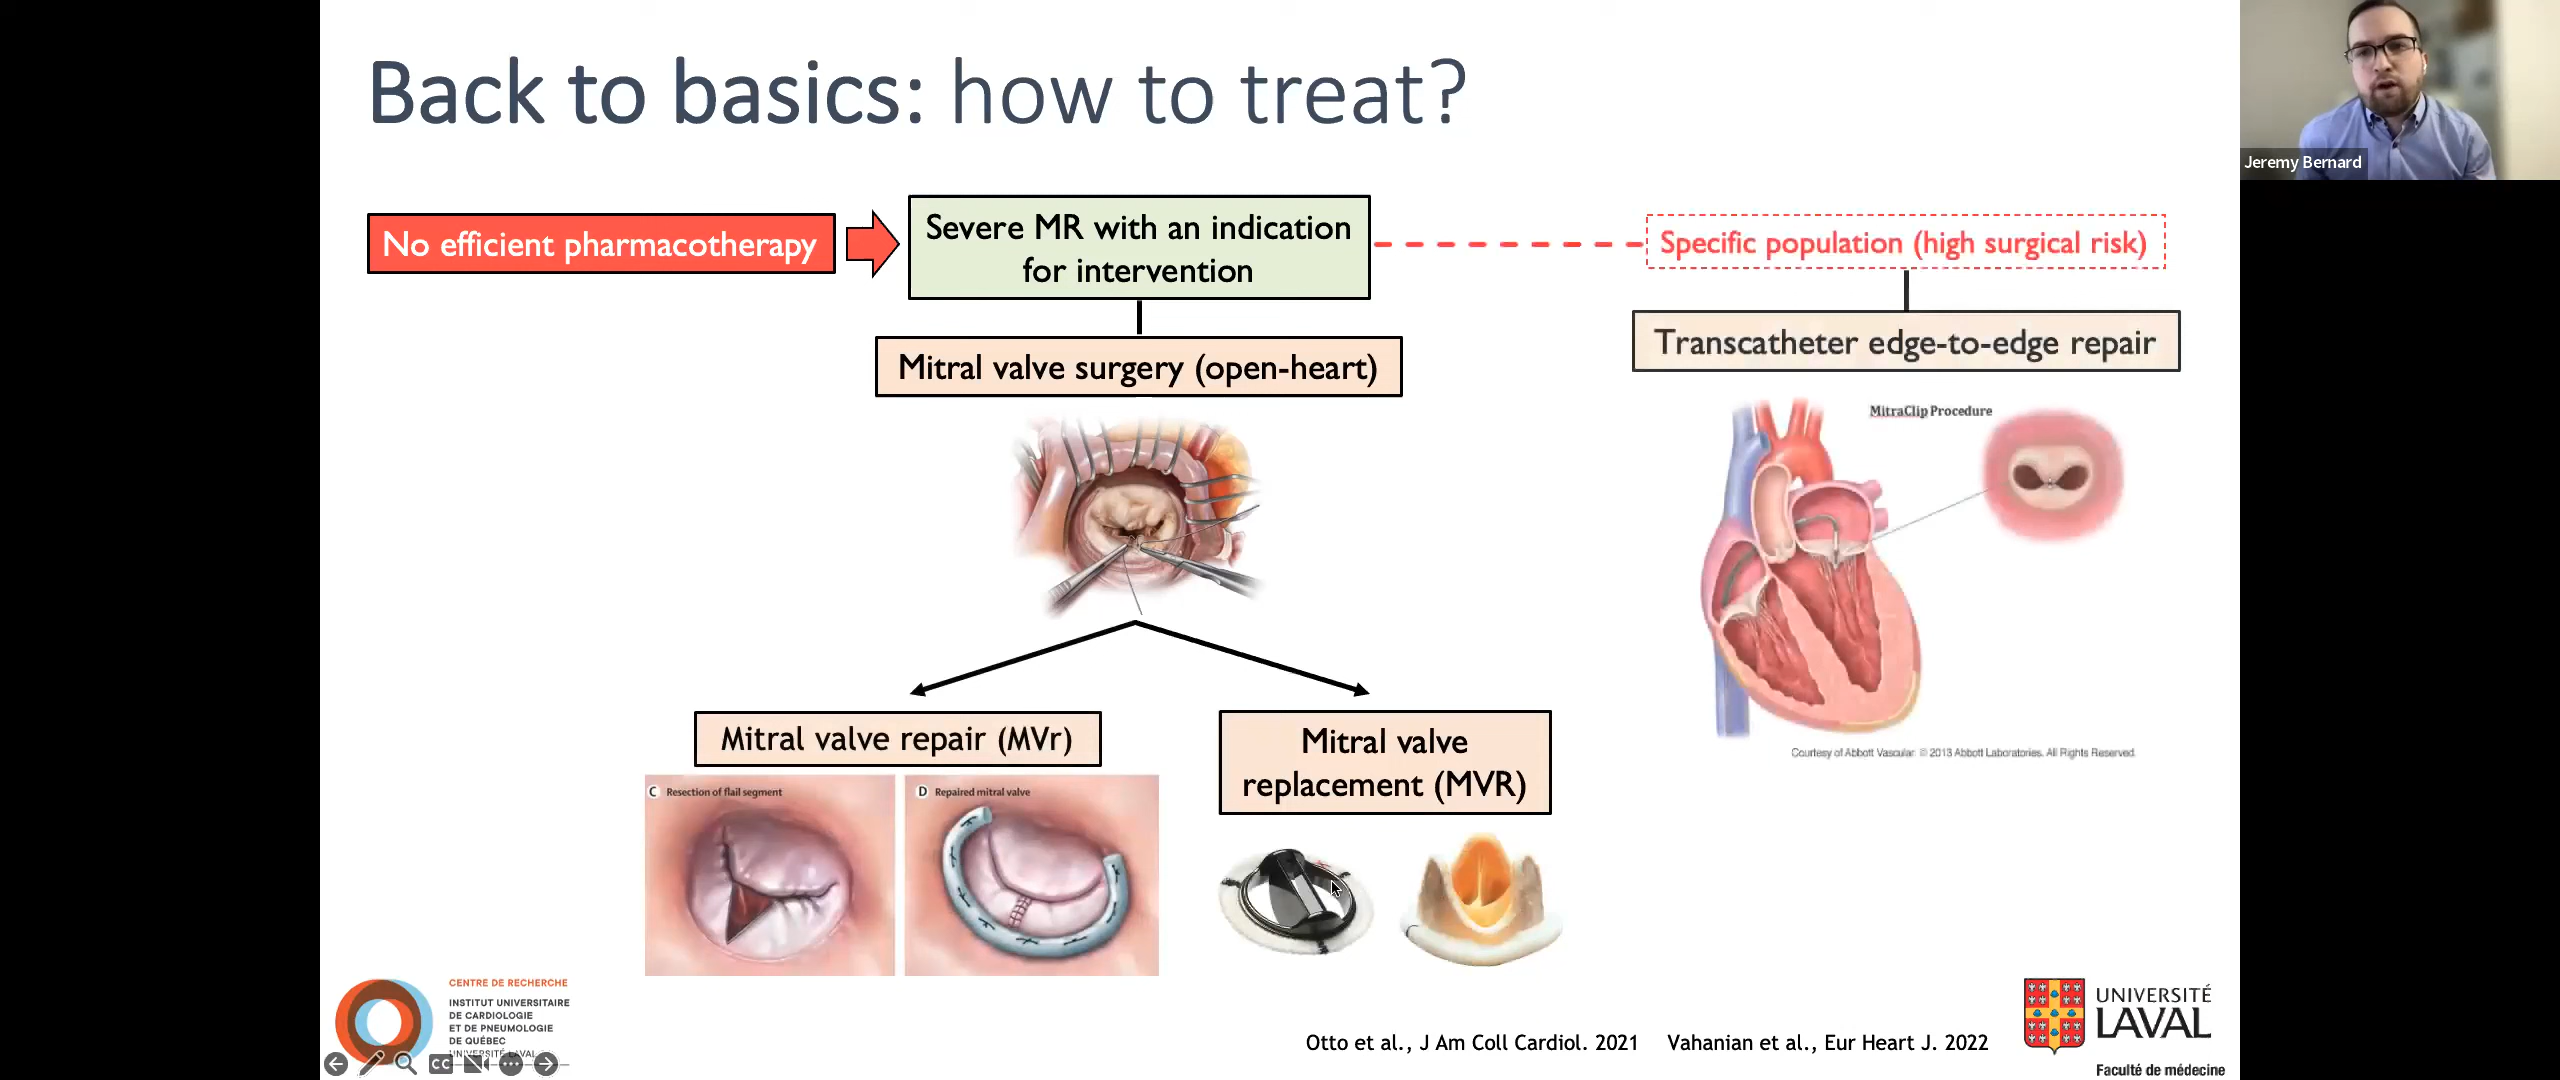 Back to basics: how to treat?
Jeremy Bernard
No efficient pharmacotherapy
Severe MR with an indication
for intervention
Specific population (high surgical risk)
Mitral valve surgery (open-heart)
Transcatheter edge-to-edge repair
MitraClip Procedure
Courtesy of Abbott Vascular. © 2013 Abbott Laboratories. All Rights Reserved.
Mitral valve repair (MVr)
Mitral valve
replacement (MVR)
C Resection of flail segment
D Repaired mitral valve
CENTRE DE RECHERCHE
INSTITUT UNIVERSITAIRE
DE CARDIOLOGIE
ET DE PNEUMOLOGIE
DE QUÉBEC
UNIVERSITÉ LAVAL
CC
Otto et al., J Am Coll Cardiol. 2021
Vahanian et al., Eur Heart J. 2022
UNIVERSITÉ
LAVAL
Faculté de médecine